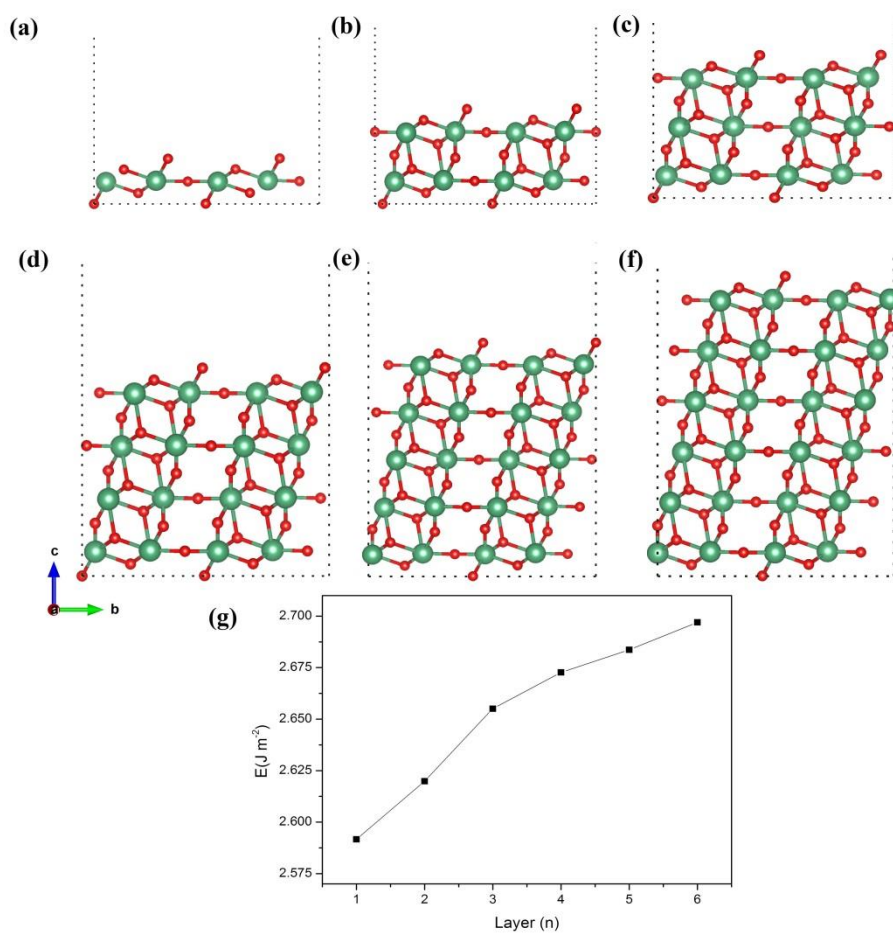 (a)
(b)
(c)
(d)
(e)
(f)
c
a
b
(g)
2.700
2.675
2.650
2.625
2.600
2.575
E(J m-2)
1 2 3 4 5 6
Layer (n)